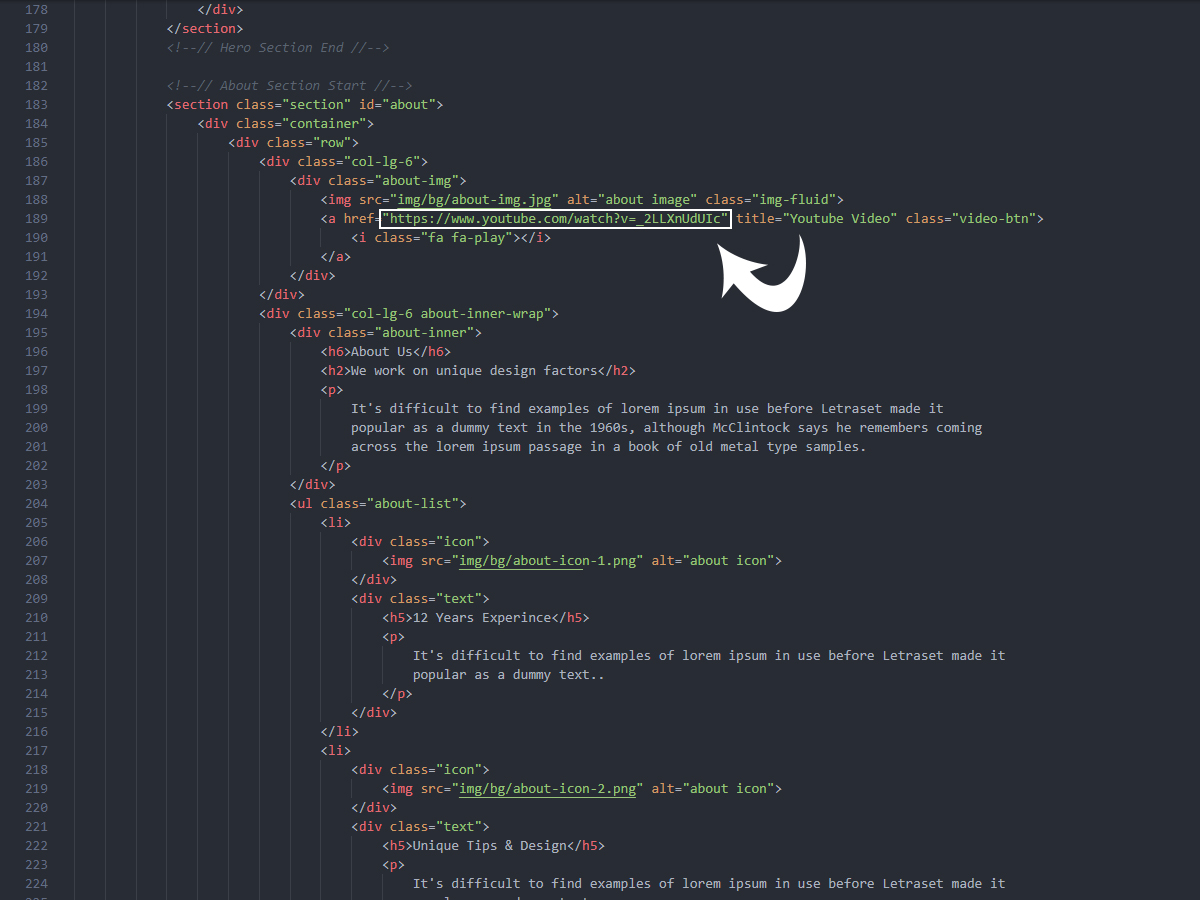 178 </div>
179 </section>
180 <!--// Hero Section End //-->
181
182 <!--// About Section Start //-->
183 <section class="section" id="about">
184 <div class="container">
185 <div class="row">
186 <div class="col-lg-6">
187 <div class="about-img">
188 <img src="img/bg/about-img.jpg" alt="about image" class="img-fluid">
189 <a href="https://www.youtube.com/watch?v=_2LLXnUdUIc" title="Youtube Video" class="video-btn">
190 <i class="fa fa-play"></i>
191 </a>
192 </div>
193 </div>
194 <div class="col-lg-6 about-inner-wrap">
195 <div class="about-inner">
196 <h6>About Us</h6>
197 <h2>We work on unique design factors</h2>
198 <p>
199 It's difficult to find examples of lorem ipsum in use before Letraset made it
200 popular as a dummy text in the 1960s, although McClintock says he remembers coming
201 across the lorem ipsum passage in a book of old metal type samples.
202 </p>
203 </div>
204 <ul class="about-list">
205 <li>
206 <div class="icon">
207 <img src="img/bg/about-icon-1.png" alt="about icon">
208 </div>
209 <div class="text">
210 <h5>12 Years Experince</h5>
211 <p>
212 It's difficult to find examples of lorem ipsum in use before Letraset made it
213 popular as a dummy text..
214 </p>
215 </div>
216 </li>
217 <li>
218 <div class="icon">
219 <img src="img/bg/about-icon-2.png" alt="about icon">
220 </div>
221 <div class="text">
222 <h5>Unique Tips & Design</h5>
223 <p>
224 It's difficult to find examples of lorem ipsum in use before Letraset made it